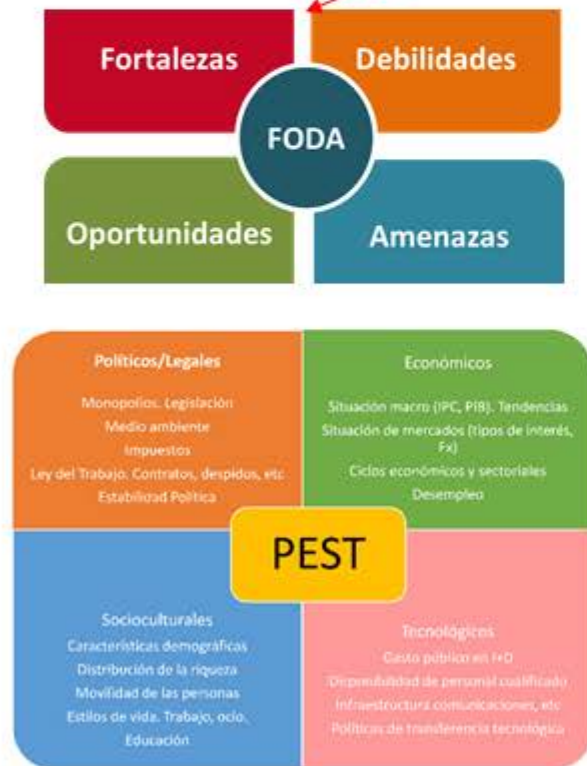 Fortalezas
Debilidades
FODA
Oportunidades
Amenazas
Políticos/Legales
Monopolios. Legislación
Medio ambiente
Impuestos
Ley del Trabajo. Contratos, despidos, etc
Estabilidad Política
Económicos
Situación macro (IPC, PIB). Tendencias
Situación de mercados (tipos de interés,
Fx)
Ciclos económicos y sectoriales
Desempleo
PEST
Socioculturales
Características demográficas
Distribución de la riqueza
Movilidad de las personas
Estilos de vida. Trabajo, ocio.
Educación
Tecnológicos
Gasto público en I+D
Disponibilidad de personal cualificado
Infraestructura comunicaciones, etc
Políticas de transferencia tecnológica